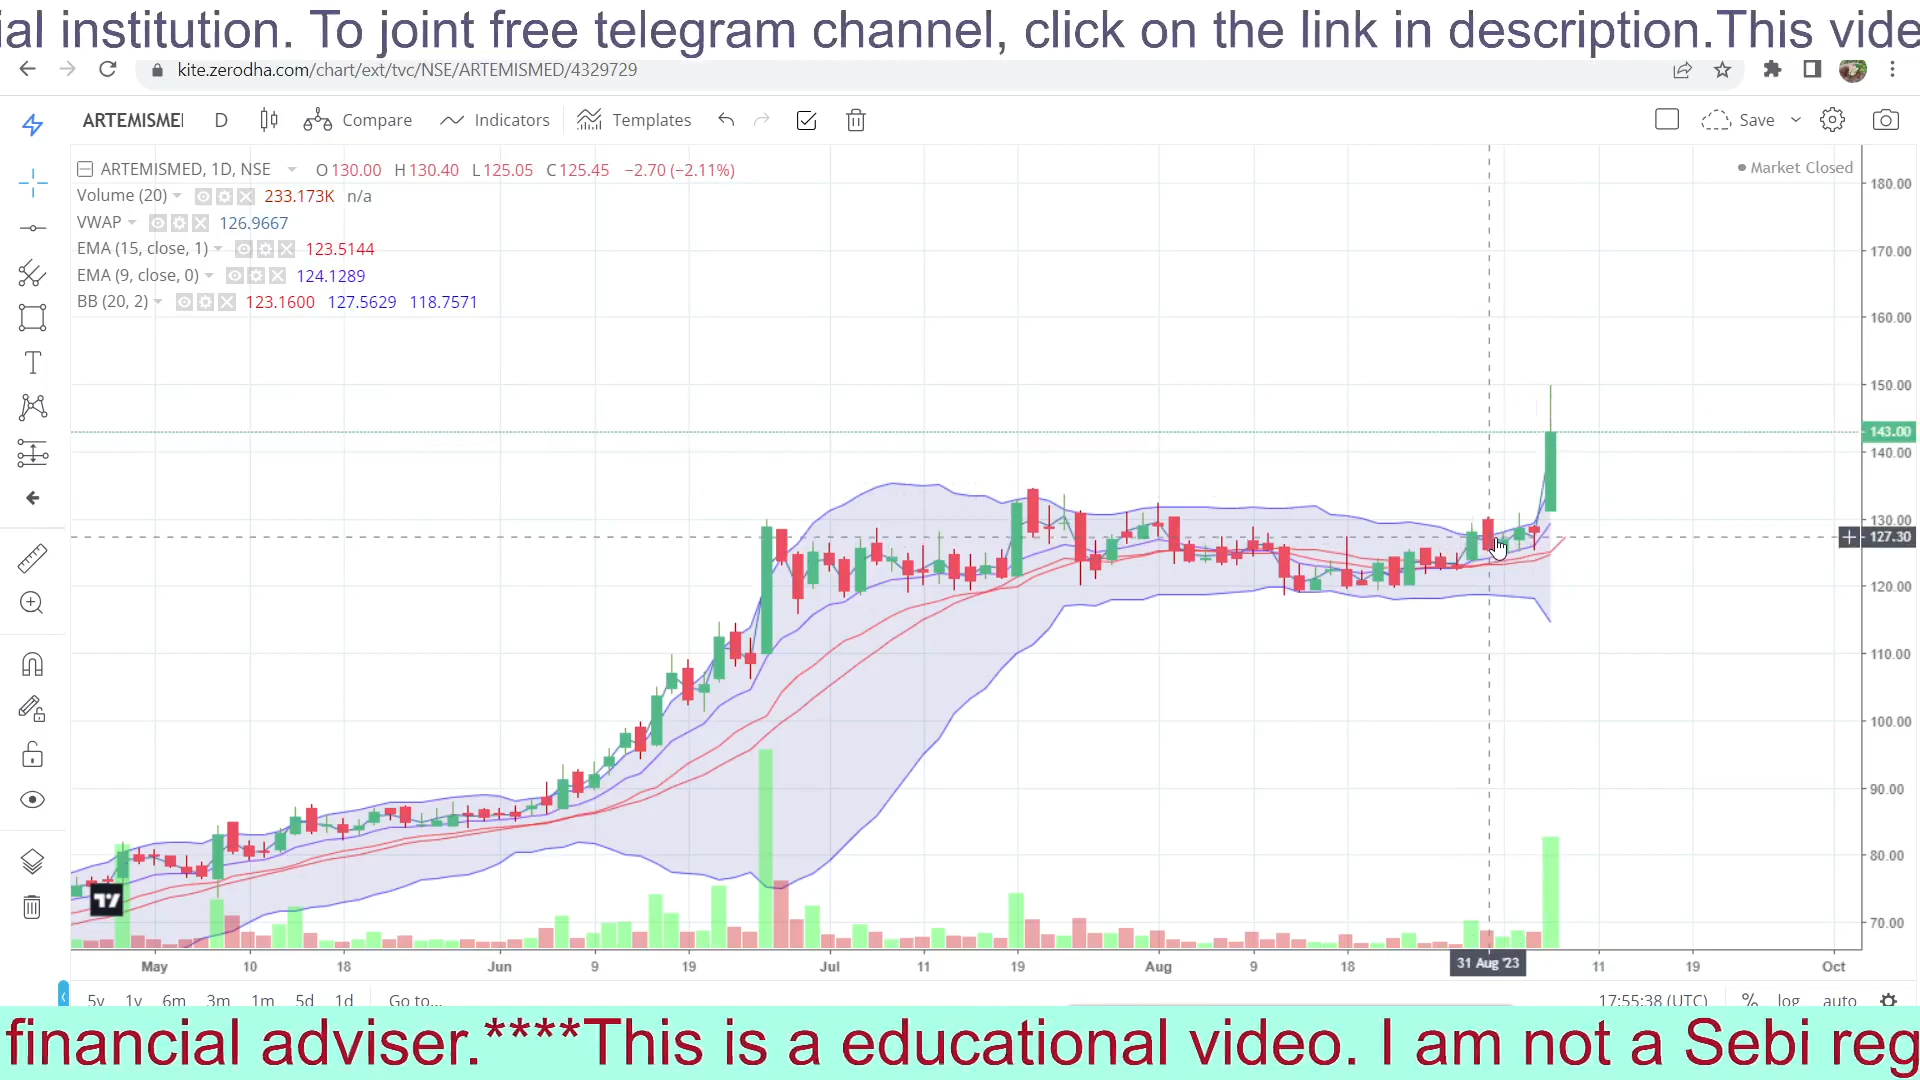 ial institution. To joint free telegram channel, click on the link in description.This vide
kite.zerodha.com/chart/ext/tvc/NSE/ARTEMISMED/4329729
ARTEMISME D Compare Indicators Templates Save
ARTEMISMED, 1D, NSE O130.00 H130.40 L125.05 C125.45 −2.70 (−2.11%)
Market Closed
Volume (20) 233.173K n/a
VWAP 126.9667
EMA (15, close, 1) 123.5144
EMA (9, close, 0) 124.1289
BB (20, 2) 123.1600 127.5629 118.7571
180.00
170.00
160.00
150.00
143.00
140.00
130.00
127.30
120.00
110.00
100.00
90.00
80.00
70.00
May 10 18 Jun 9 19 Jul 11 19 Aug 9 18 31 Aug '23 11 19 Oct
5y 1y 6m 3m 1m 5d 1d Go to... 17:55:38 (UTC) % log auto
financial adviser.****This is a educational video. I am not a Sebi reg